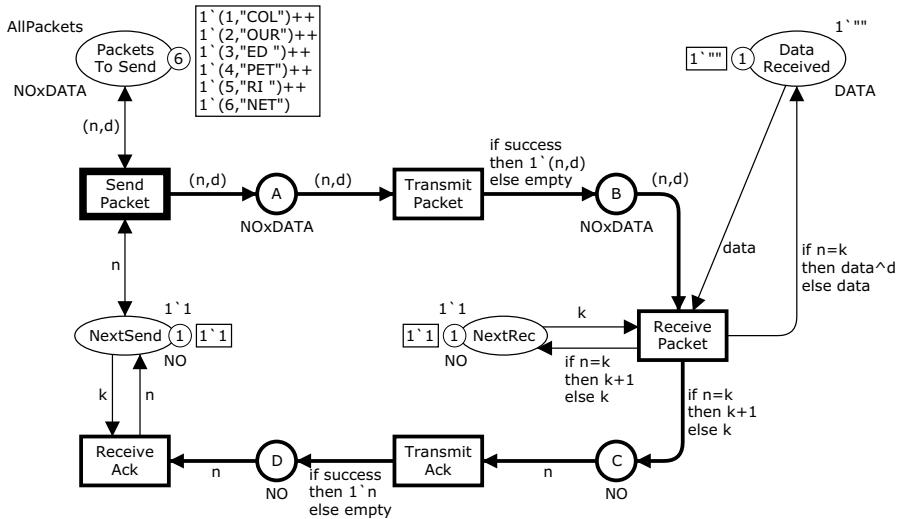 AllPackets
Packets
To Send
6
NOxDATA
1`(1,"COL")++
1`(2,"OUR")++
1`(3,"ED ")++
1`(4,"PET")++
1`(5,"RI ")++
1`(6,"NET")
1`""
1`""
1
Data
Received
DATA
(n,d)
Send
Packet
(n,d)
A
NOxDATA
(n,d)
Transmit
Packet
if success
then 1`(n,d)
else empty
B
NOxDATA
(n,d)
data
if n=k
then data^d
else data
n
1`1
NextSend
1
1`1
NO
1`1
1`1
1
NextRec
NO
k
if n=k
then k+1
else k
Receive
Packet
if n=k
then k+1
else k
k
n
Receive
Ack
n
D
NO
if success
then 1`n
else empty
Transmit
Ack
n
C
NO